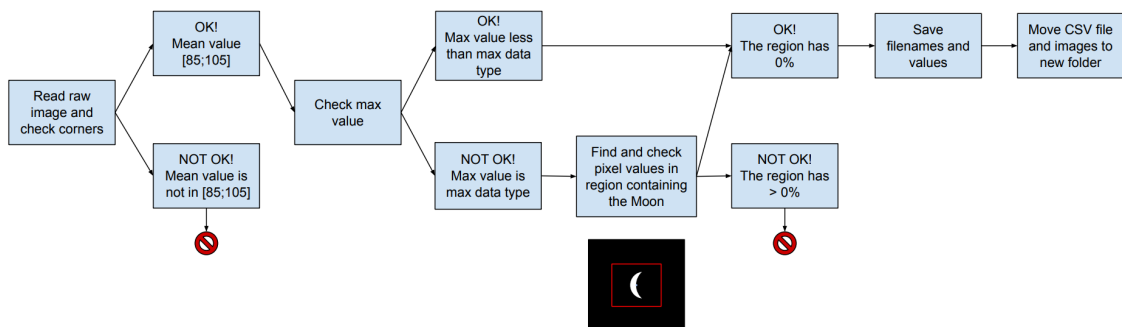 Read raw
image and
check corners
OK!
Mean value
[85;105]
NOT OK!
Mean value is
not in [85;105]
Check max
value
OK!
Max value less
than max data
type
NOT OK!
Max value is
max data type
Find and check
pixel values in
region containing
the Moon
OK!
The region has
0%
NOT OK!
The region has
> 0%
Save
filenames and
values
Move CSV file
and images to
new folder